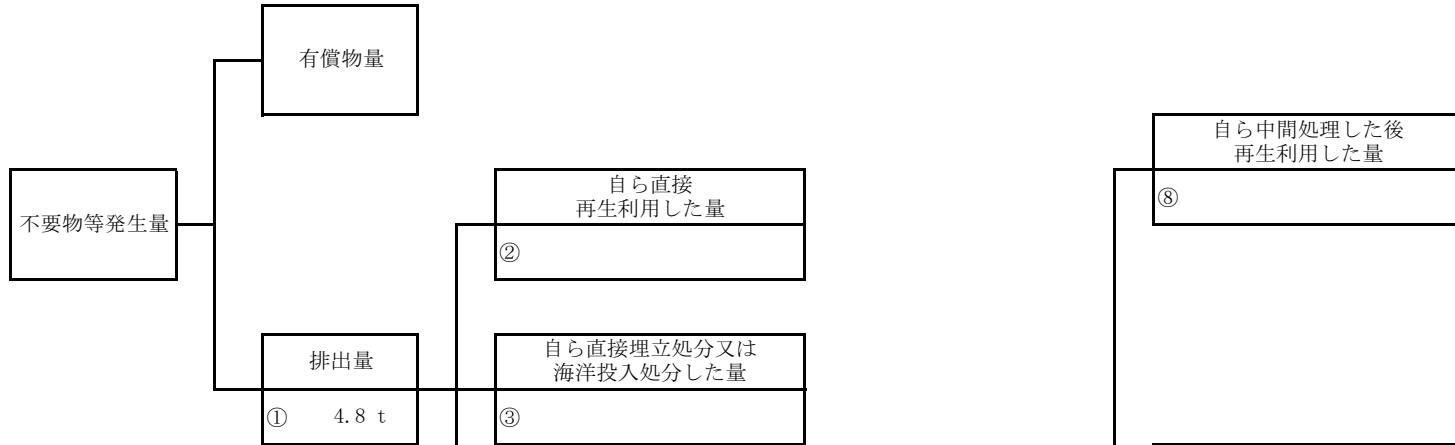 有償物量
自ら中間処理した後
再生利用した量
⑧
不要物等発生量
自ら直接
再生利用した量
②
排出量
① 4.8 t
自ら直接埋立処分又は
海洋投入処分した量
③